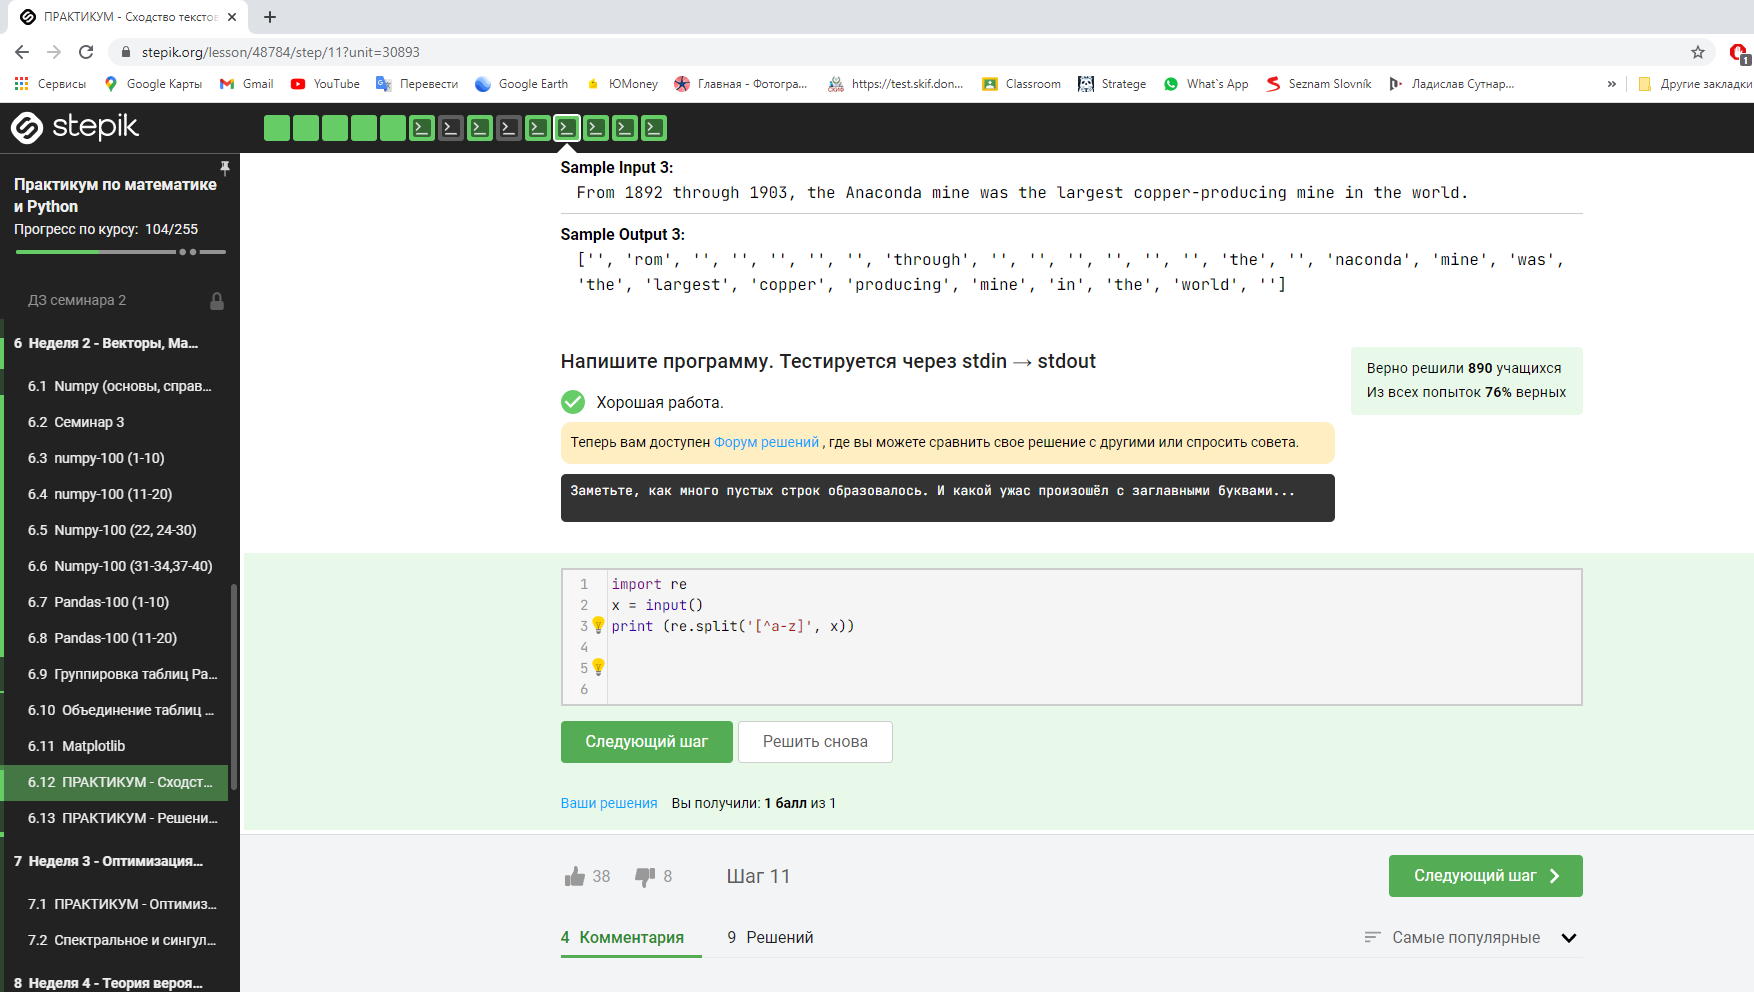 ПРАКТИКУМ - Сходство текстов
stepik.org/lesson/48784/step/11?unit=30893
1
Сервисы Google Карты Gmail YouTube Перевести Google Earth ЮMoney Главная - Фотогра... https://test.skif.don... Classroom Stratege What`s App Seznam Slovník Ладислав Сутнар... » Другие закладки
stepik
Практикум по математике
и Python
Прогресс по курсу: 104/255
ДЗ семинара 2
6 Неделя 2 - Векторы, Ма...
6.1 Numpy (основы, справ...
6.2 Семинар 3
6.3 numpy-100 (1-10)
6.4 numpy-100 (11-20)
6.5 Numpy-100 (22, 24-30)
6.6 Numpy-100 (31-34,37-40)
6.7 Pandas-100 (1-10)
6.8 Pandas-100 (11-20)
6.9 Группировка таблиц Pa...
6.10 Объединение таблиц ...
6.11 Matplotlib
6.12 ПРАКТИКУМ - Сходст...
6.13 ПРАКТИКУМ - Решени...
7 Неделя 3 - Оптимизация...
7.1 ПРАКТИКУМ - Оптимиз...
7.2 Спектральное и сингул...
8 Неделя 4 - Теория вероя...
Sample Input 3:
From 1892 through 1903, the Anaconda mine was the largest copper-producing mine in the world.
Sample Output 3:
['', 'rom', '', '', '', '', '', 'through', '', '', '', '', '', '', 'the', '', 'naconda', 'mine', 'was',
'the', 'largest', 'copper', 'producing', 'mine', 'in', 'the', 'world', '']
Напишите программу. Тестируется через stdin → stdout
Верно решили 890 учащихся
Из всех попыток 76% верных
Хорошая работа.
Теперь вам доступен Форум решений , где вы можете сравнить свое решение с другими или спросить совета.
Заметьте, как много пустых строк образовалось. И какой ужас произошёл с заглавными буквами...
1 import re
2 x = input()
3 print (re.split('[^a-z]', x))
4
5
6
Следующий шаг Решить снова
Ваши решения Вы получили: 1 балл из 1
38 8 Шаг 11 Следующий шаг
4 Комментария 9 Решений Самые популярные